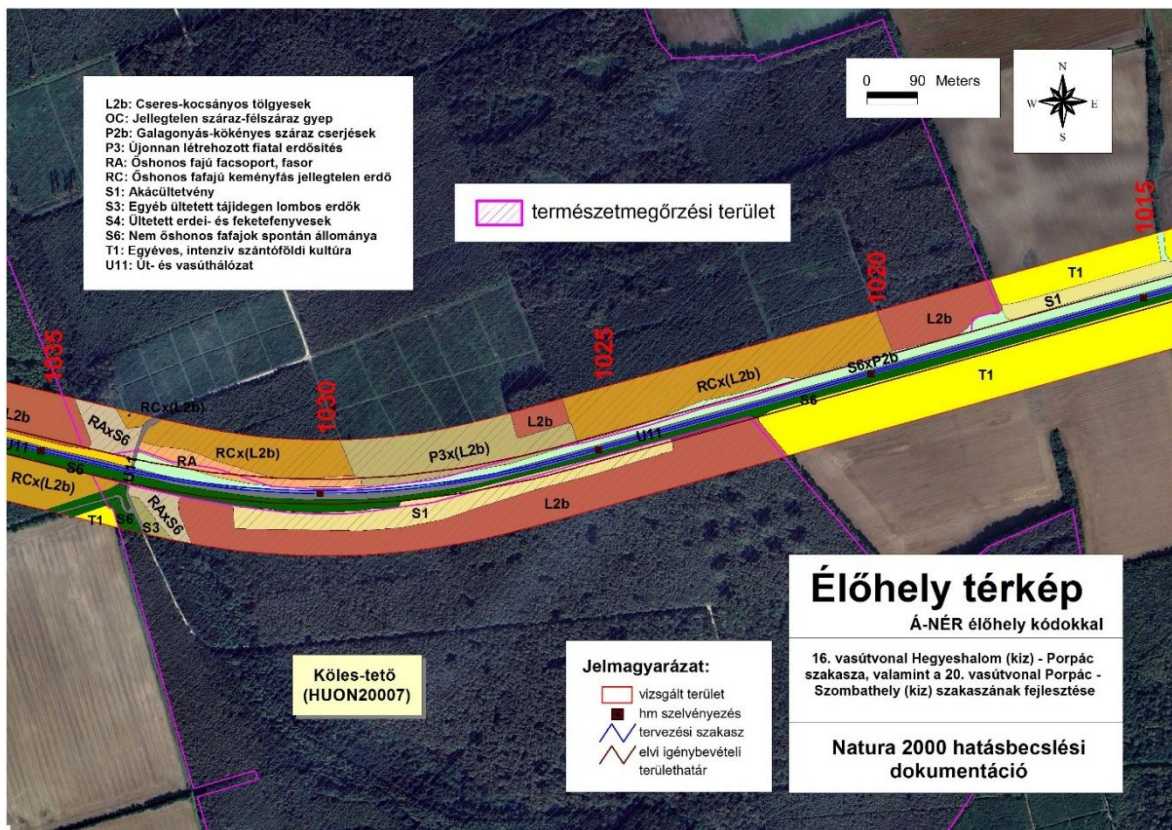 L2b: Cseres-kocsányos tölgyesek
OC: Jellegtelen száraz-félszáraz gyep
P2b: Galagonyás-kökényes száraz cserjések
P3: Újonnan létrehozott fiatal erdősítés
RA: Őshonos fajú facsoport, fasor
RC: Őshonos fafajú keményfás jellegtelen erdő
S1: Akácültetvény
S3: Egyéb ültetett tájidegen lombos erdők
S4: Ültetett erdei- és feketefenyvesek
S6: Nem őshonos fafajok spontán állománya
T1: Egyéves, intenzív szántóföldi kultúra
U11: Út- és vasúthálózat
természetmegőrzési terület
0 90 Meters
N
W E
S
1015
1020
1025
1030
1035
T1
S1
L2b
S6xP2b
T1
RCx(L2b)
S6
L2b
U11
P3x(L2b)
RCx(L2b)
RCx(L2b)
RAxS6
RA
L2b
U11
S6
U11
RCx(L2b)
L2b
S1
RAxS6
T1
S6
S3
Köles-tető
(HUON20007)
Jelmagyarázat:
vizsgált terület
hm szelvényezés
tervezési szakasz
elvi igénybevételi
területhatár
Élőhely térkép
Á-NÉR élőhely kódokkal
16. vasútvonal Hegyeshalom (kiz) - Porpác
szakasza, valamint a 20. vasútvonal Porpác -
Szombathely (kiz) szakaszának fejlesztése
Natura 2000 hatásbecslési
dokumentáció